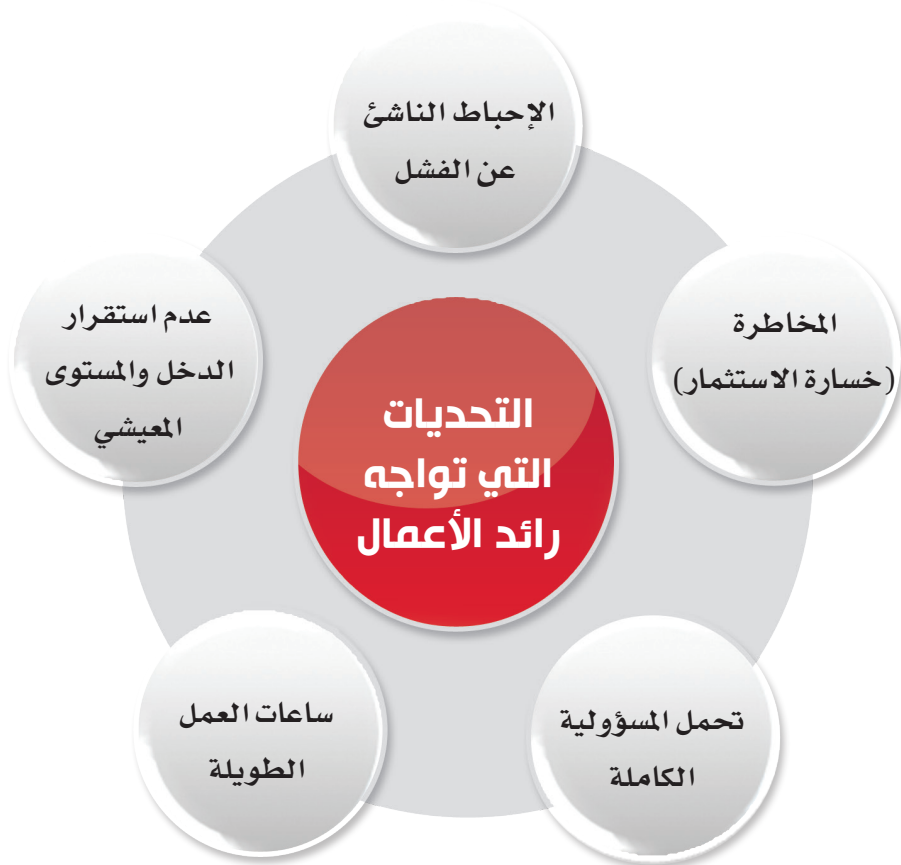 الإحباط الناشئ
عن الفشل
المخاطرة
(خسارة الاستثمار)
عدم استقرار
الدخل والمستوى
المعيشي
التحديات
التي تواجه
رائد الأعمال
تحمل المسؤولية
الكاملة
ساعات العمل
الطويلة